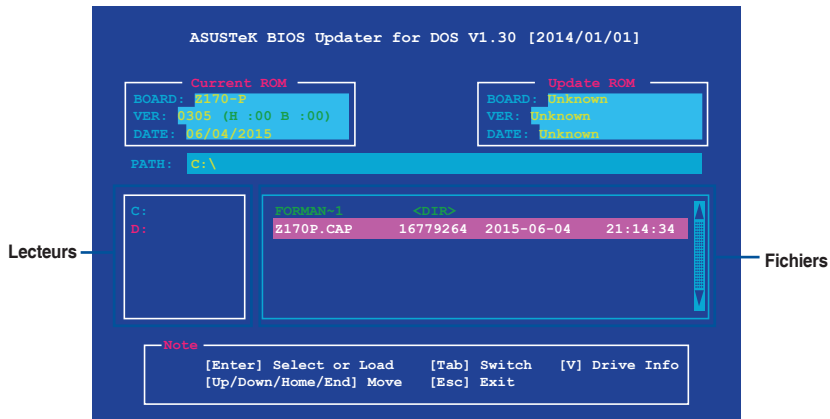 ASUSTeK BIOS Updater for DOS V1.30 [2014/01/01]
Current ROM
BOARD: Z170-P
VER: 0305 (H :00 B :00)
DATE: 06/04/2015
Update ROM
BOARD: Unknown
VER: Unknown
DATE: Unknown
PATH: C:\
C:
D:
FORMAN~1 <DIR>
Z170P.CAP 16779264 2015-06-04 21:14:34
Lecteurs
Fichiers
Note
[Enter] Select or Load [Tab] Switch [V] Drive Info
[Up/Down/Home/End] Move [Esc] Exit